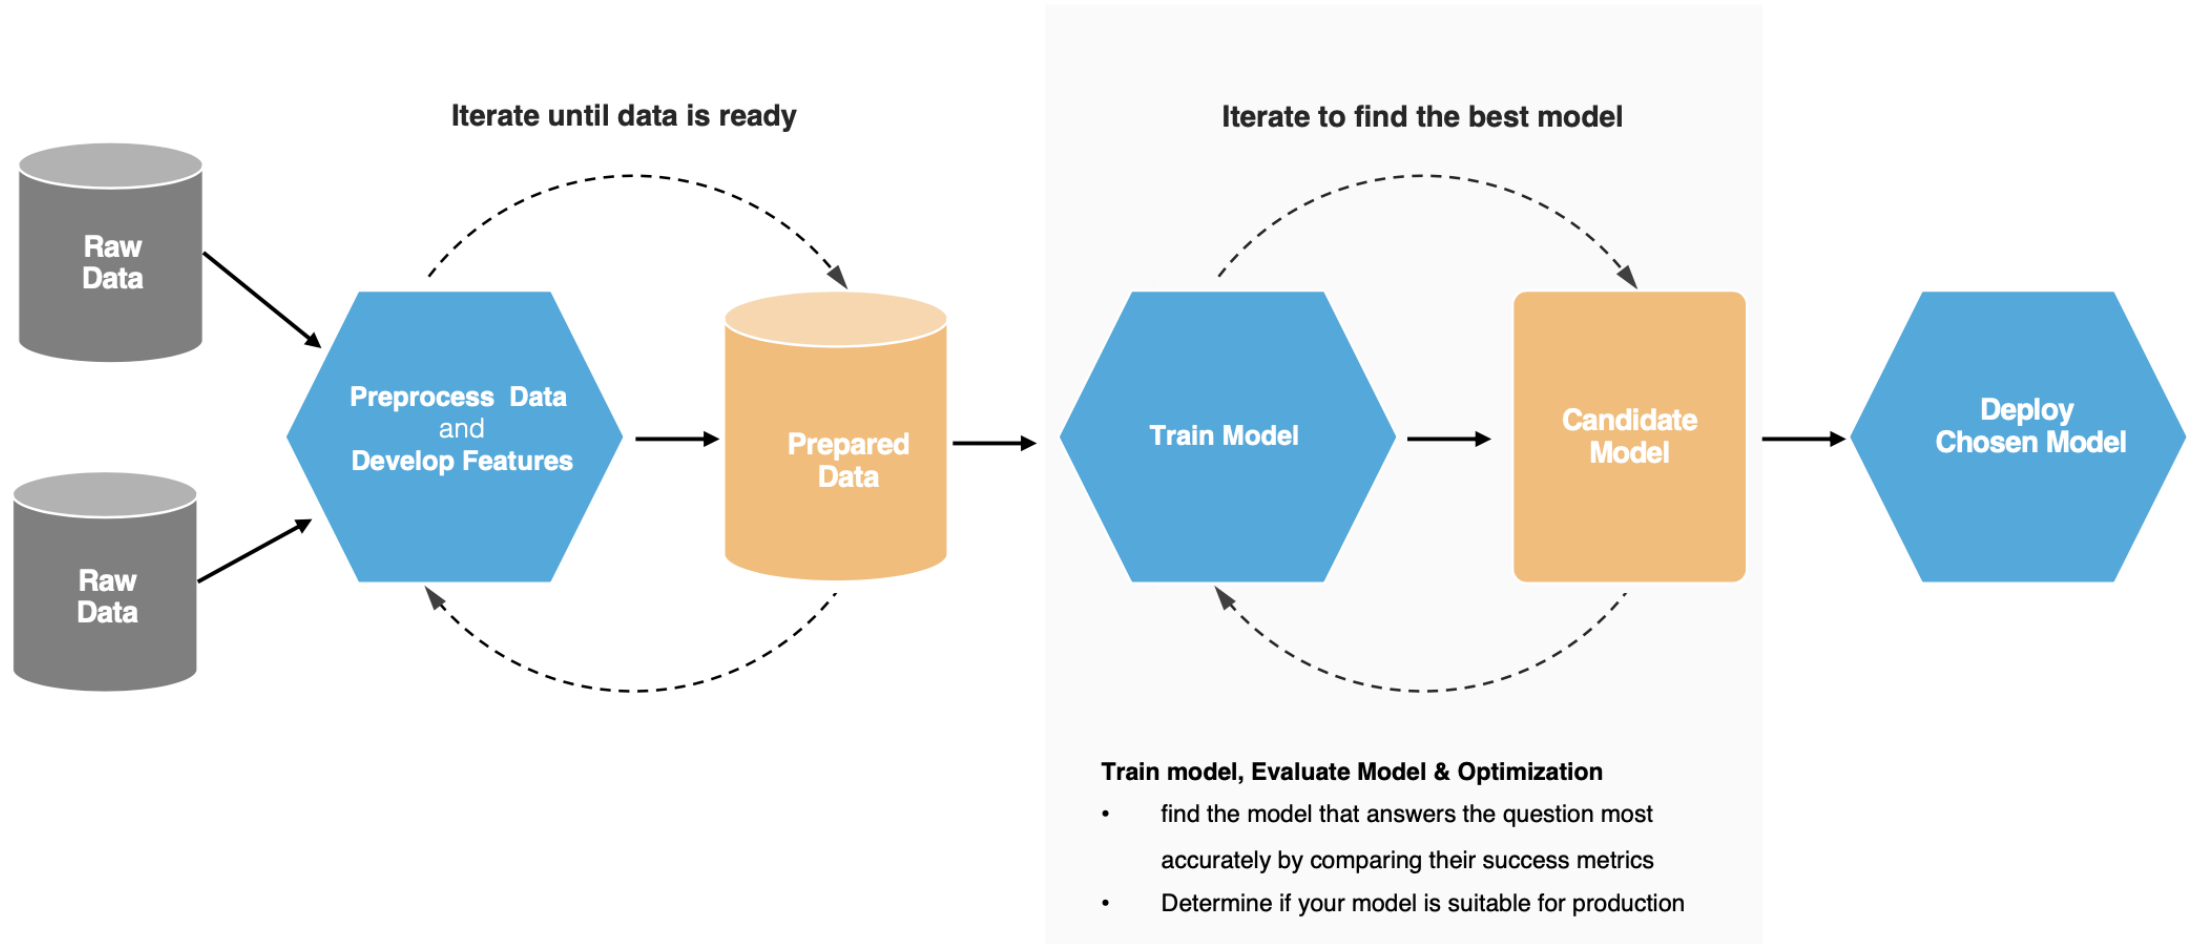 Iterate until data is ready
Iterate to find the best model
Raw
Data
Raw
Data
Preprocess Data
and
Develop Features
Prepared
Data
Train Model
Candidate
Model
Deploy
Chosen Model
Train model, Evaluate Model & Optimization
• find the model that answers the question most
accurately by comparing their success metrics
• Determine if your model is suitable for production